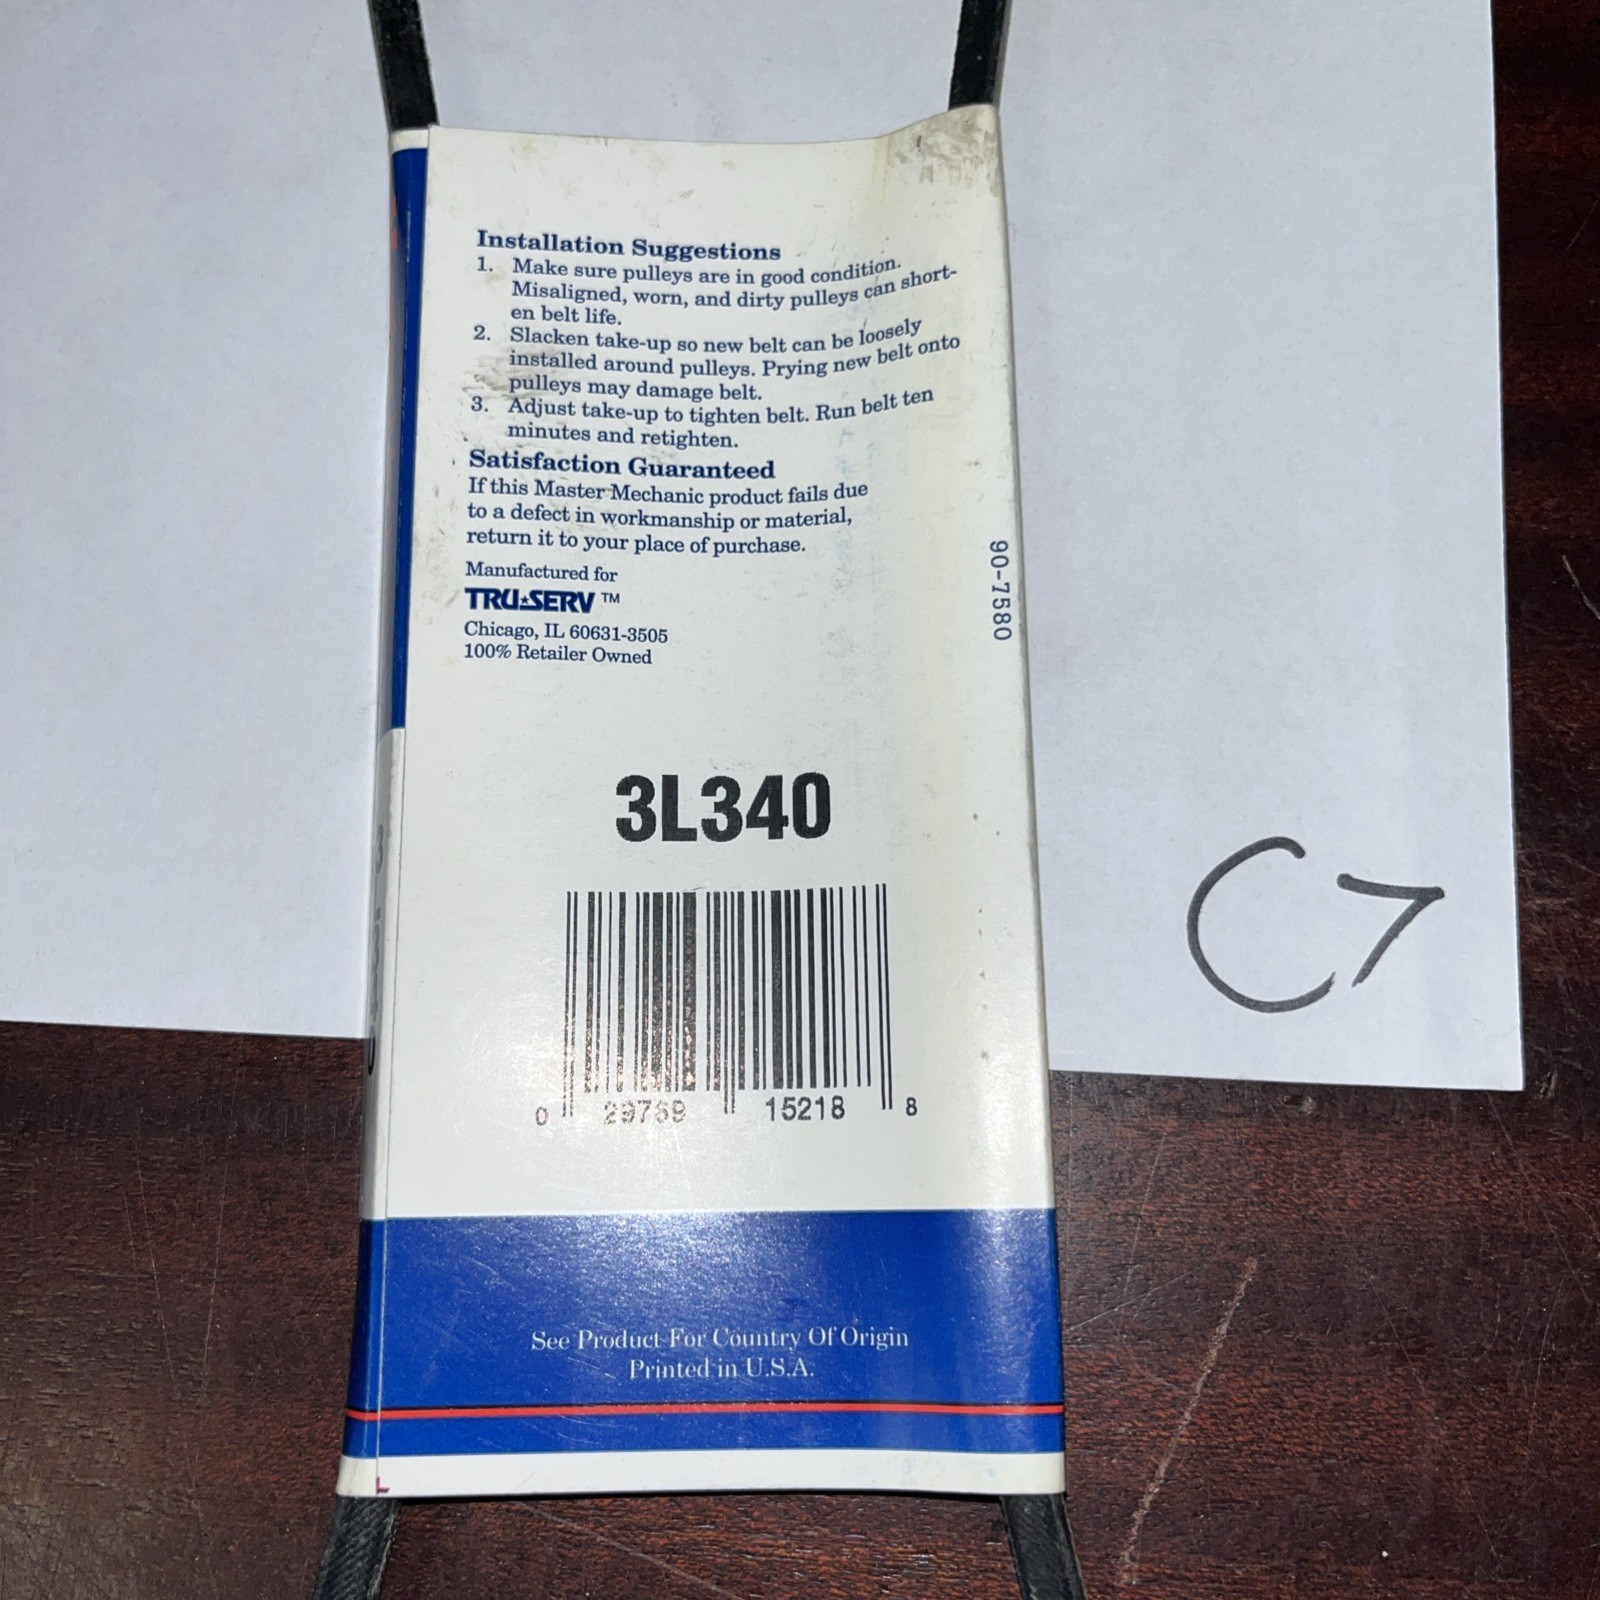 Installation Suggestions
1. Make sure pulleys are in good condition.
Misaligned, worn, and dirty pulleys can short-
en belt life.
2. Slacken take-up so new belt can be loosely
installed around pulleys. Prying new belt onto
pulleys may damage belt.
3. Adjust take-up to tighten belt. Run belt ten
minutes and retighten.
Satisfaction Guaranteed
If this Master Mechanic product fails due
to a defect in workmanship or material,
return it to your place of purchase.
Manufactured for
TRU★SERV ™
Chicago, IL 60631-3505
100% Retailer Owned
90-7580
3L340
0 29769 15218 8
C7
See Product For Country Of Origin
Printed in U.S.A.